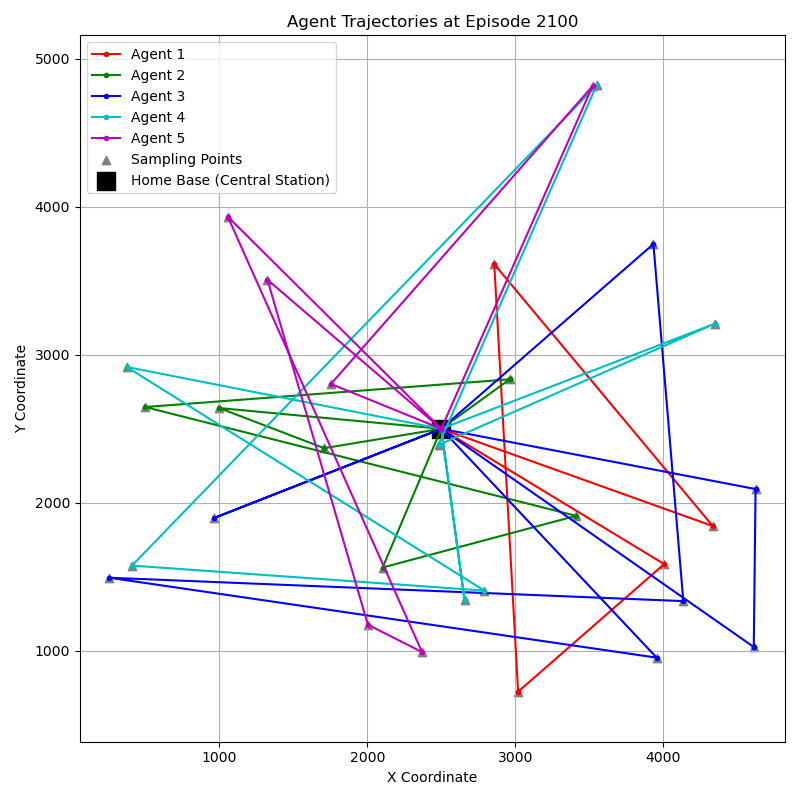 Agent Trajectories at Episode 2100
Agent 1
Agent 2
Agent 3
Agent 4
Agent 5
Sampling Points
Home Base (Central Station)
5000
4000
3000
2000
1000
Y Coordinate
1000 2000 3000 4000
X Coordinate